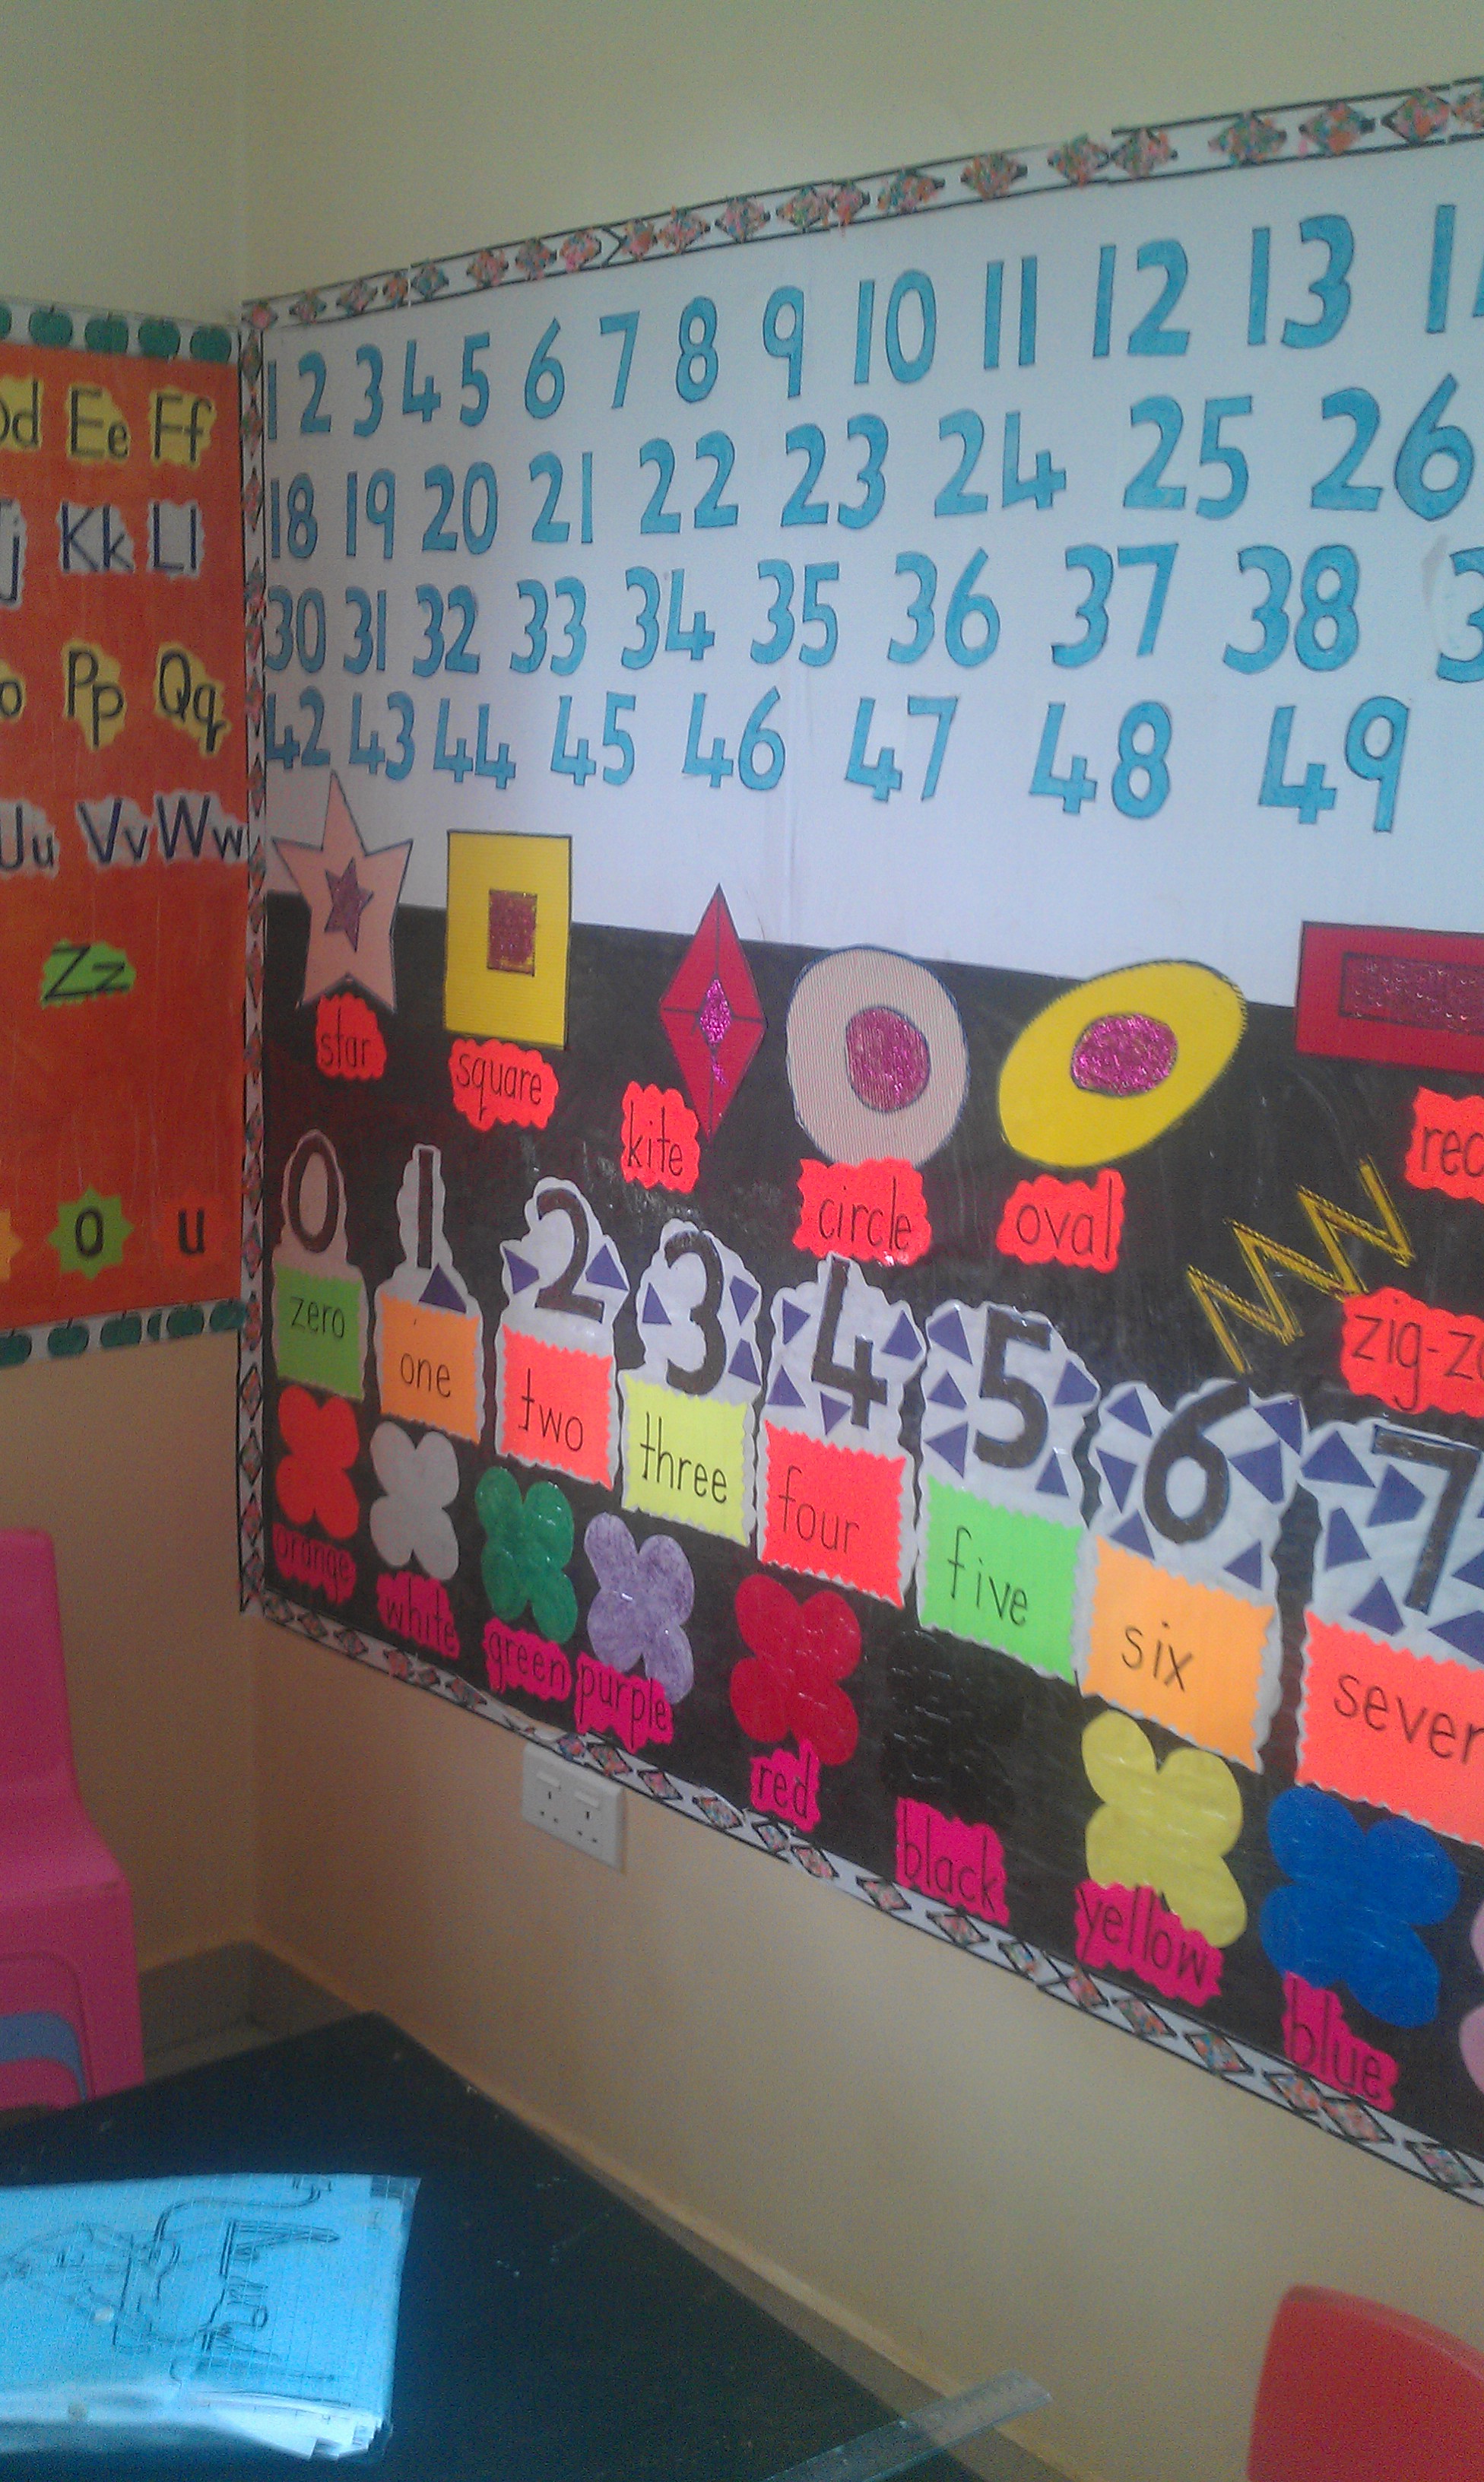 Dd Ee Ff
Jj Kk Ll
Pp Qq
Uu Vv Ww
Zz
o u
1 2 3 4 5 6 7 8 9 10 11 12 13
18 19 20 21 22 23 24 25 26
30 31 32 33 34 35 36 37 38
42 43 44 45 46 47 48 49
star square kite circle oval rec
zig-z
0 1 2 3 4 5 6 7
zero one two three four five six seven
orange white green purple red black yellow blue